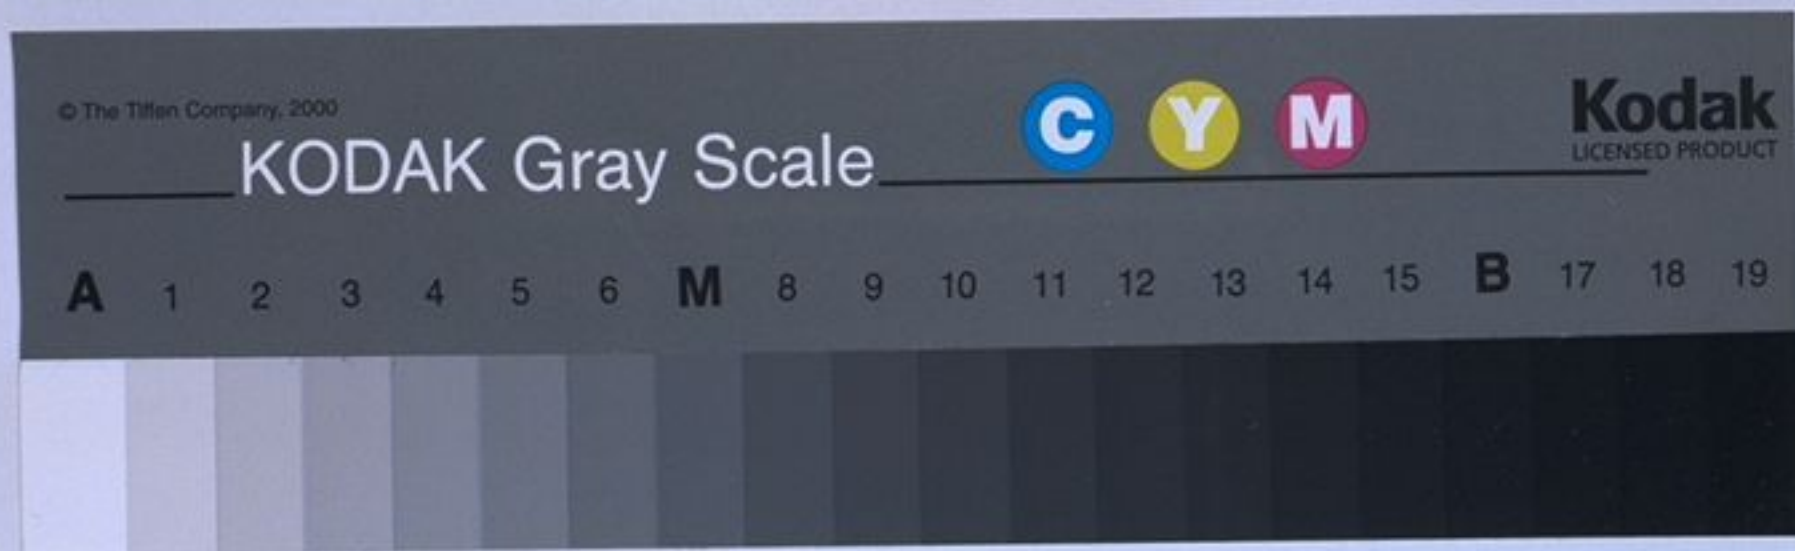 © The Tiffen Company, 2000
KODAK Gray Scale
C Y M
Kodak
LICENSED PRODUCT
A 1 2 3 4 5 6 M 8 9 10 11 12 13 14 15 B 17 18 19